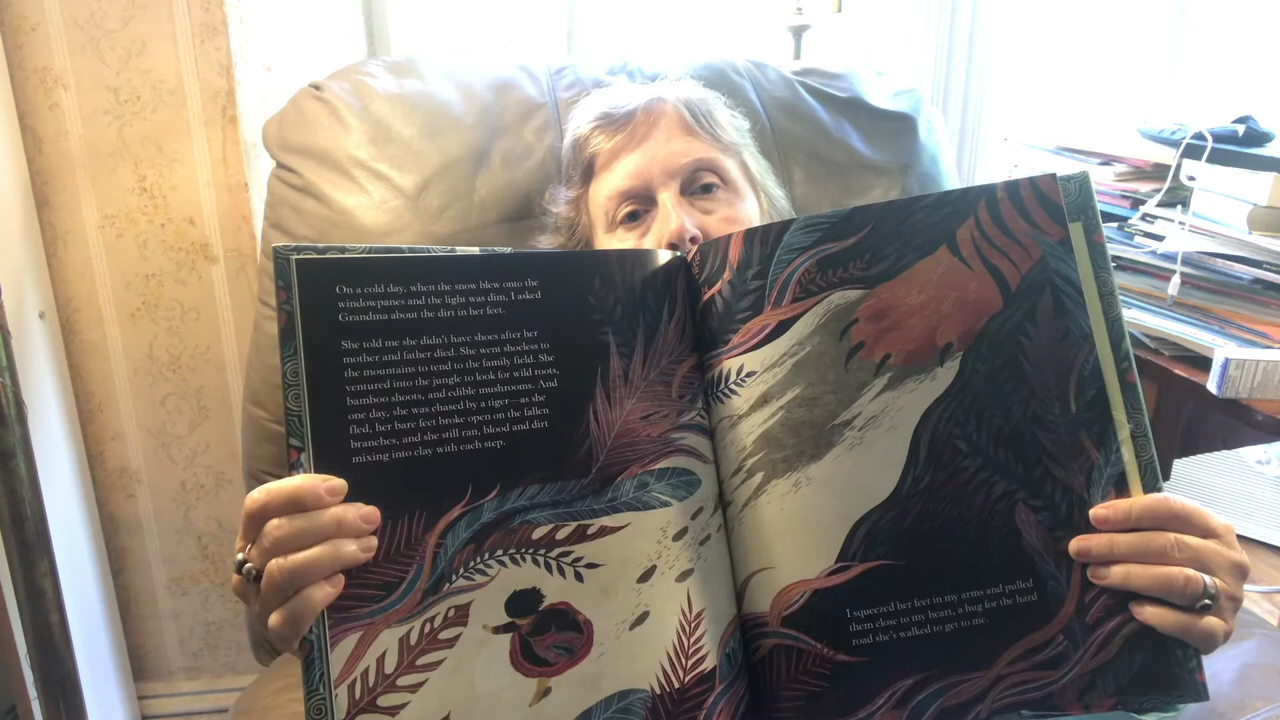 On a cold day, when the snow blew onto the
windowpanes and the light was dim, I asked
Grandma about the dirt in her feet.
She told me she didn't have shoes after her
mother and father died. She went shoeless to
the mountains to tend to the family field. She
ventured into the jungle to look for wild roots,
bamboo shoots, and edible mushrooms. And
one day, she was chased by a tiger—as she
fled, her bare feet broke open on the fallen
branches, and she still ran, blood and dirt
mixing into clay with each step.
I squeezed her feet in my arms and pulled
them close to my heart, a hug for the hard
road she's walked to get to me.